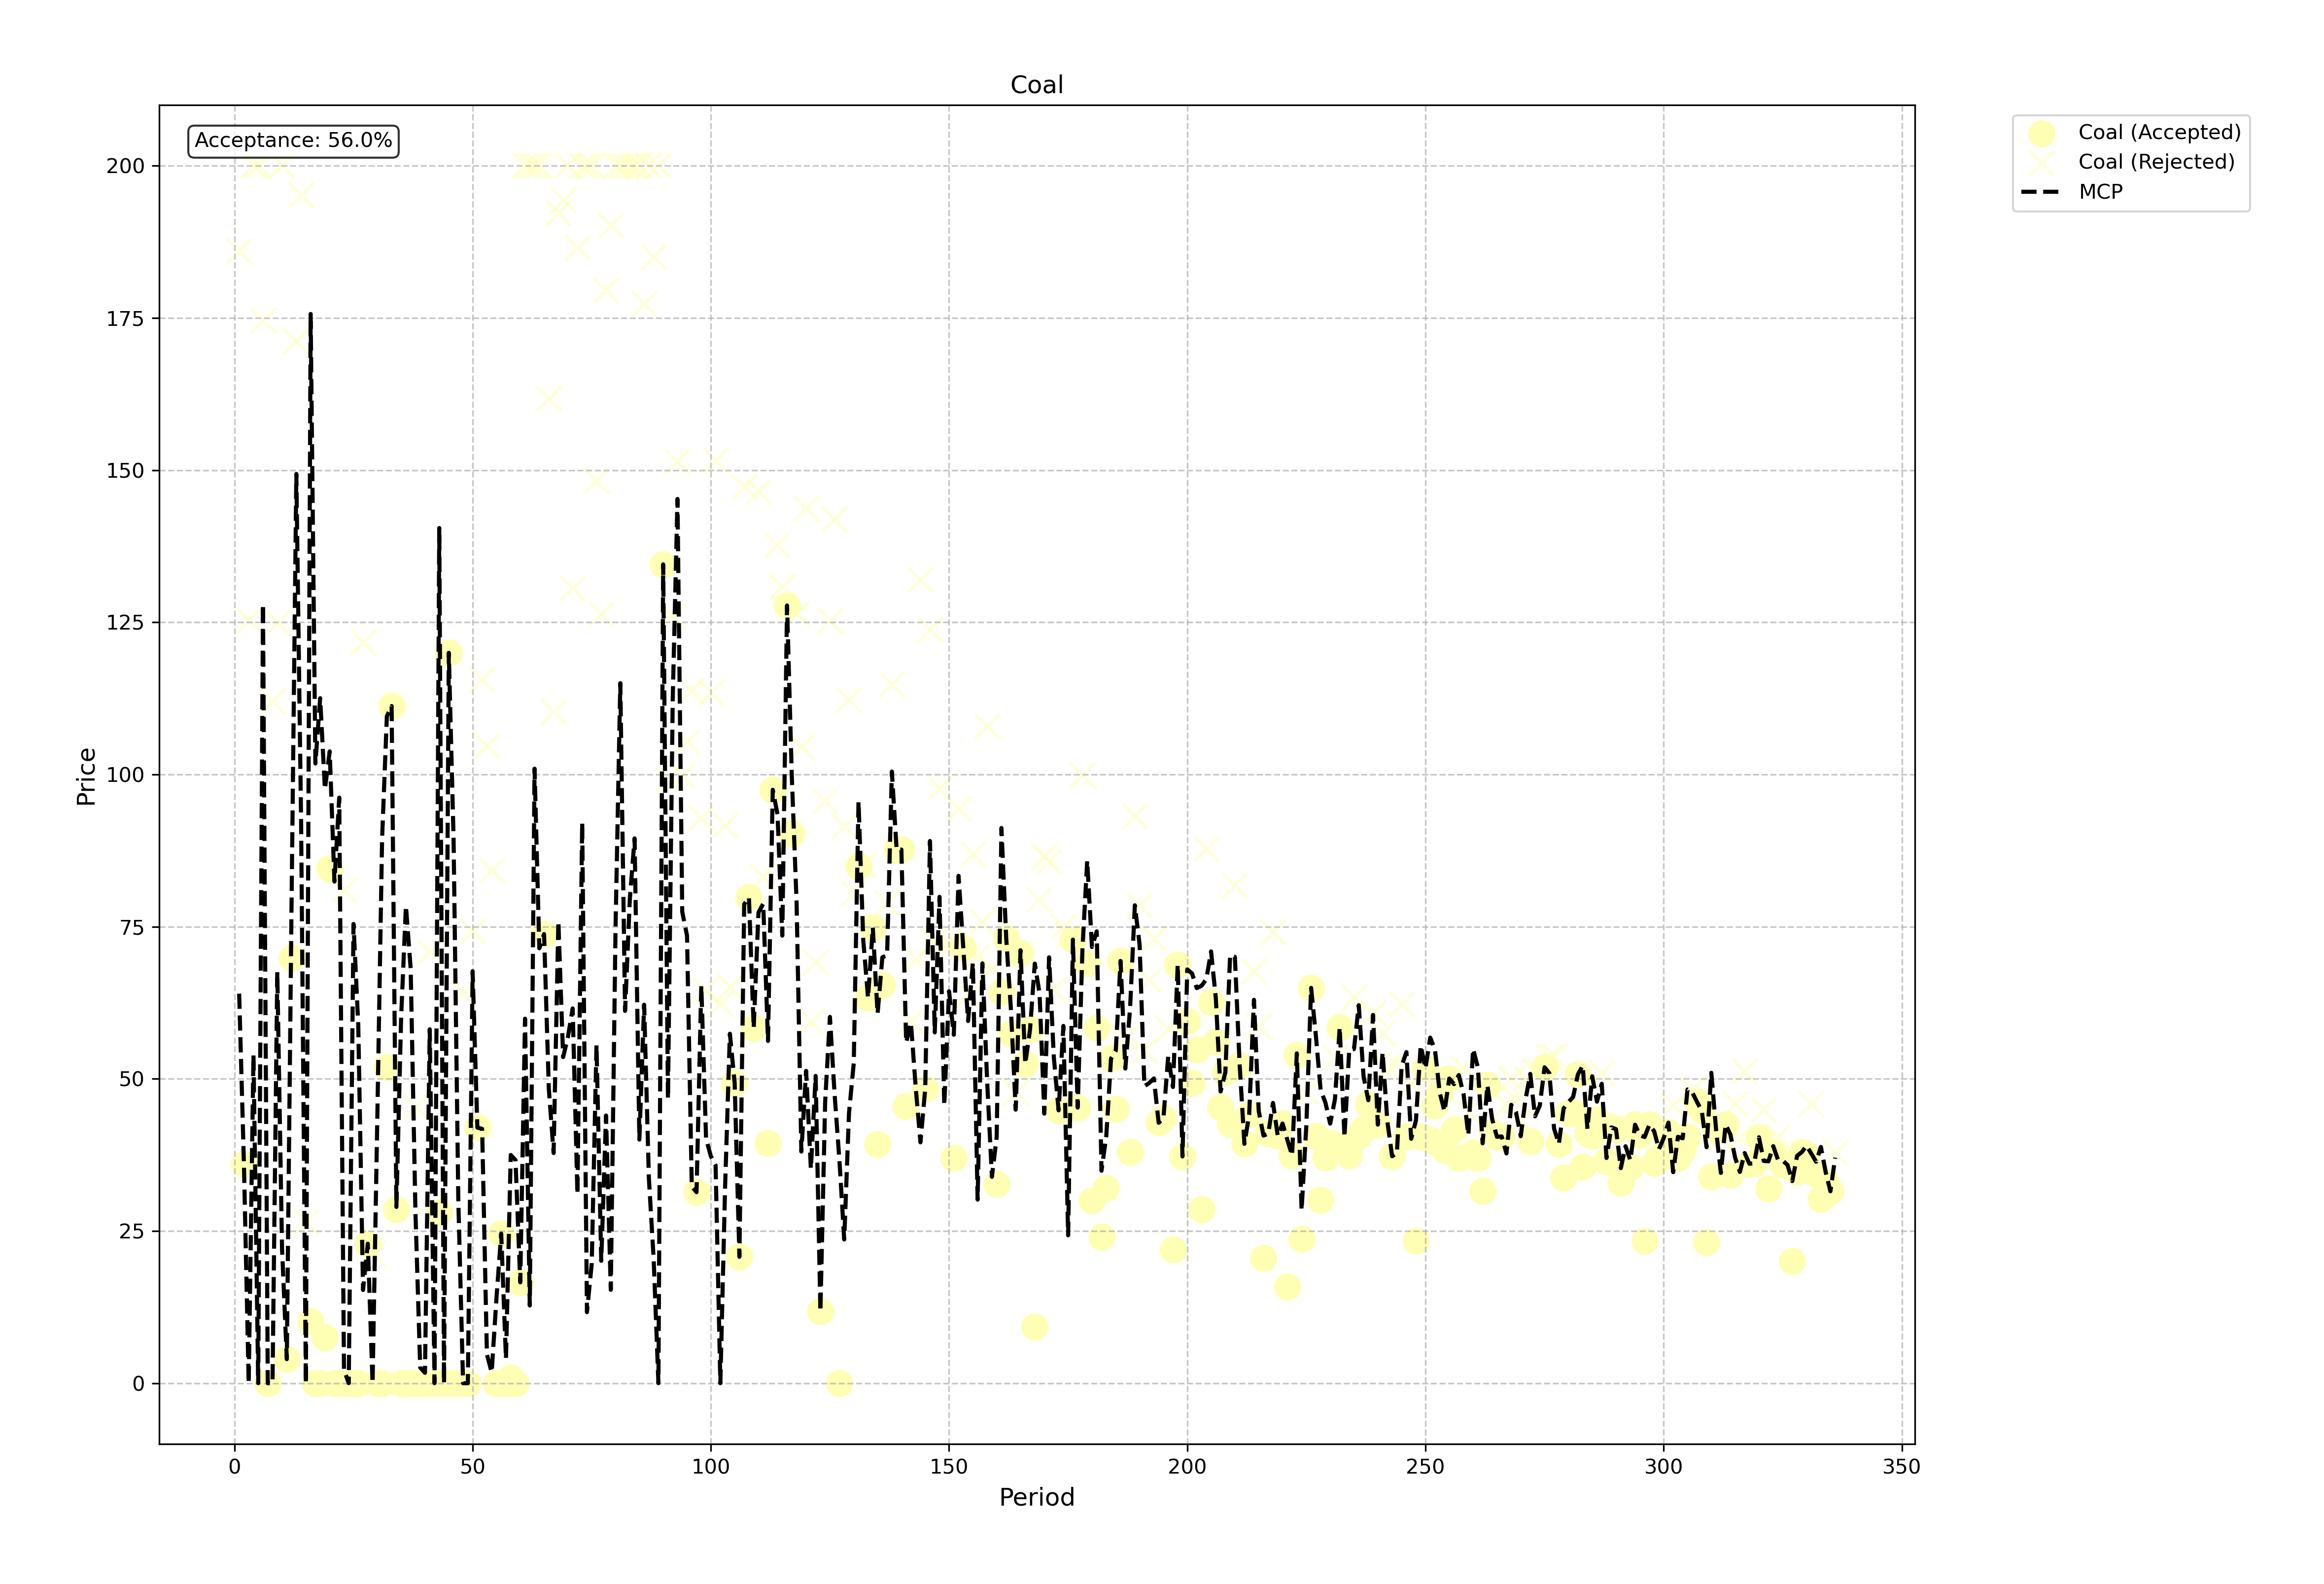 Coal
Acceptance: 56.0%
Coal (Accepted)
Coal (Rejected)
MCP
200
175
150
125
100
75
50
25
0
Price
0
50
100
150
200
250
300
350
Period